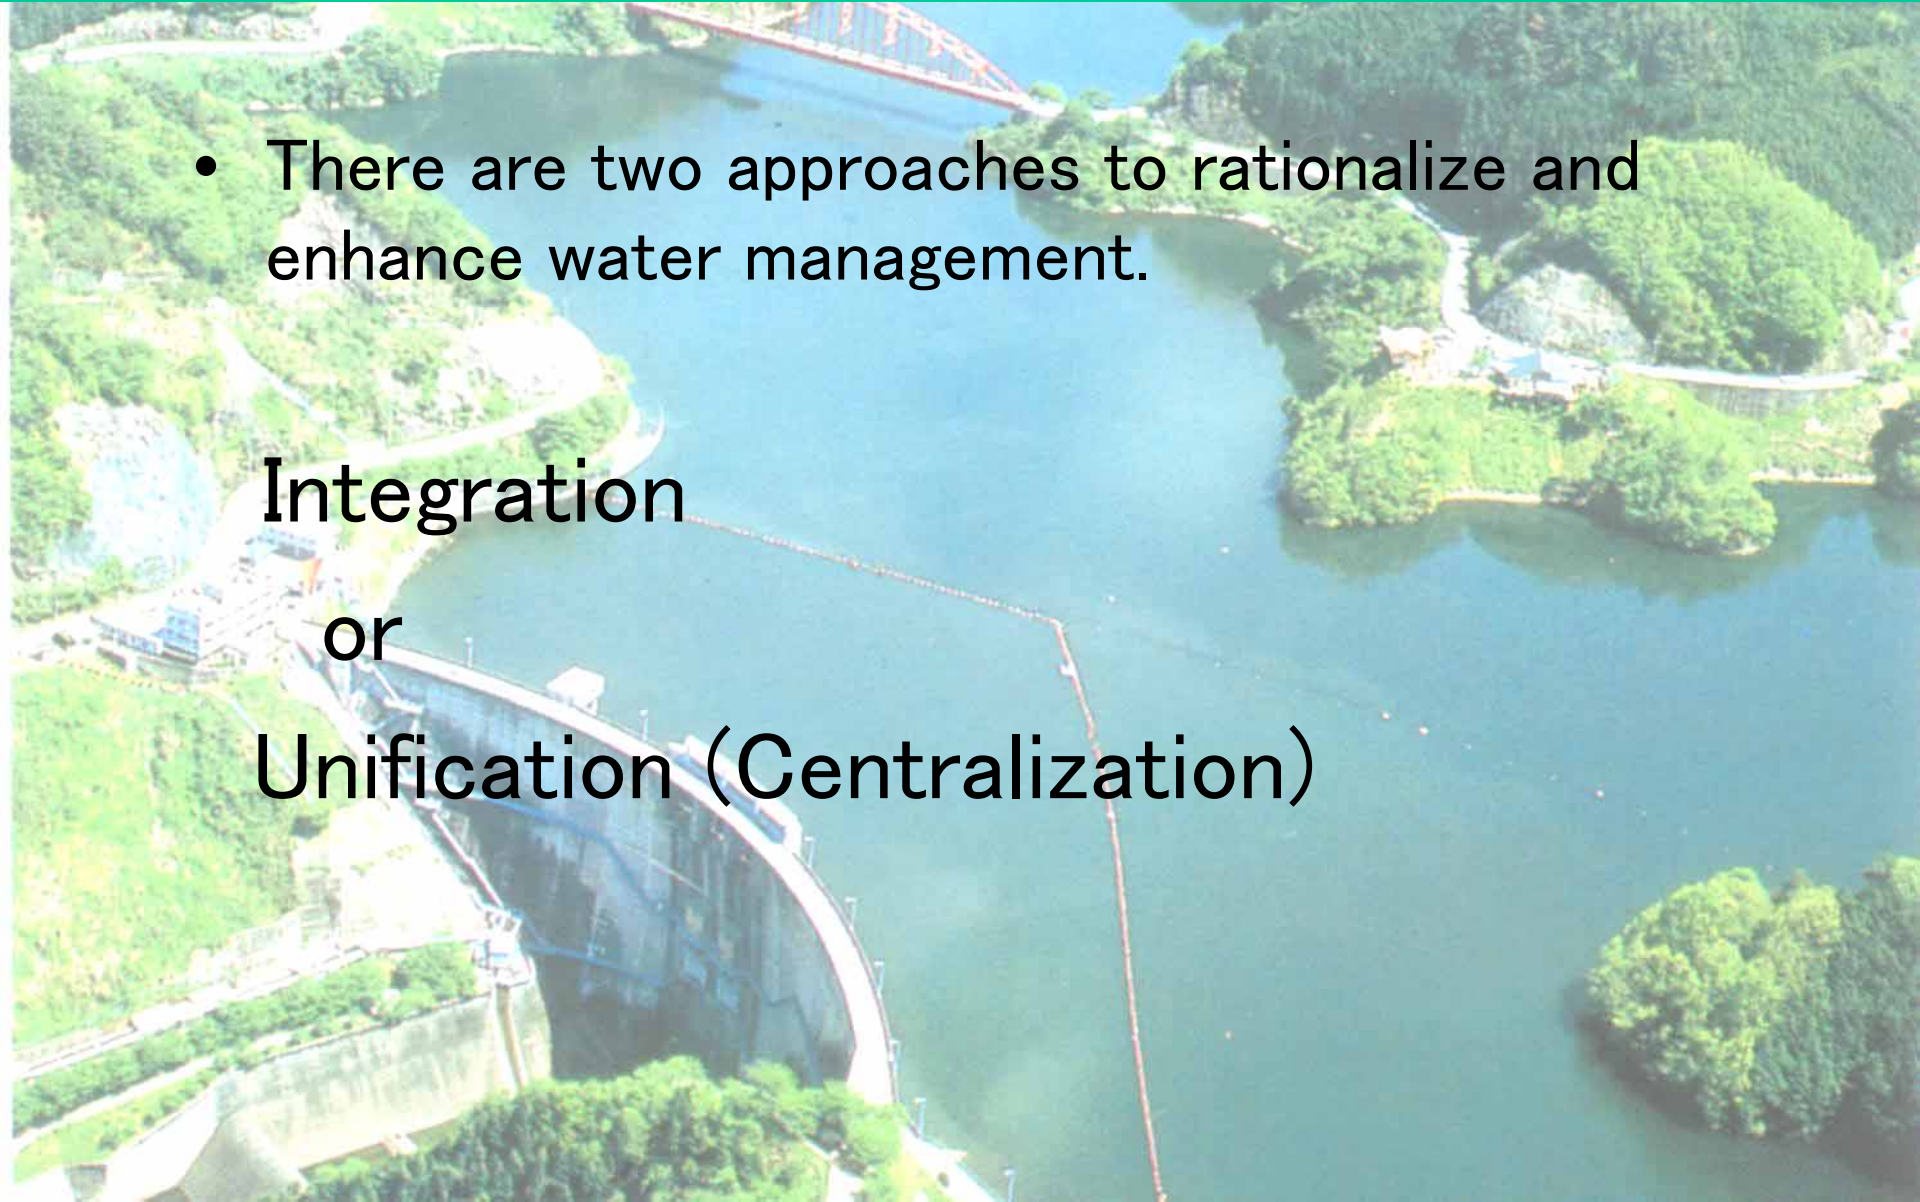 • There are two approaches to rationalize and
enhance water management.
Integration
or
Unification (Centralization)